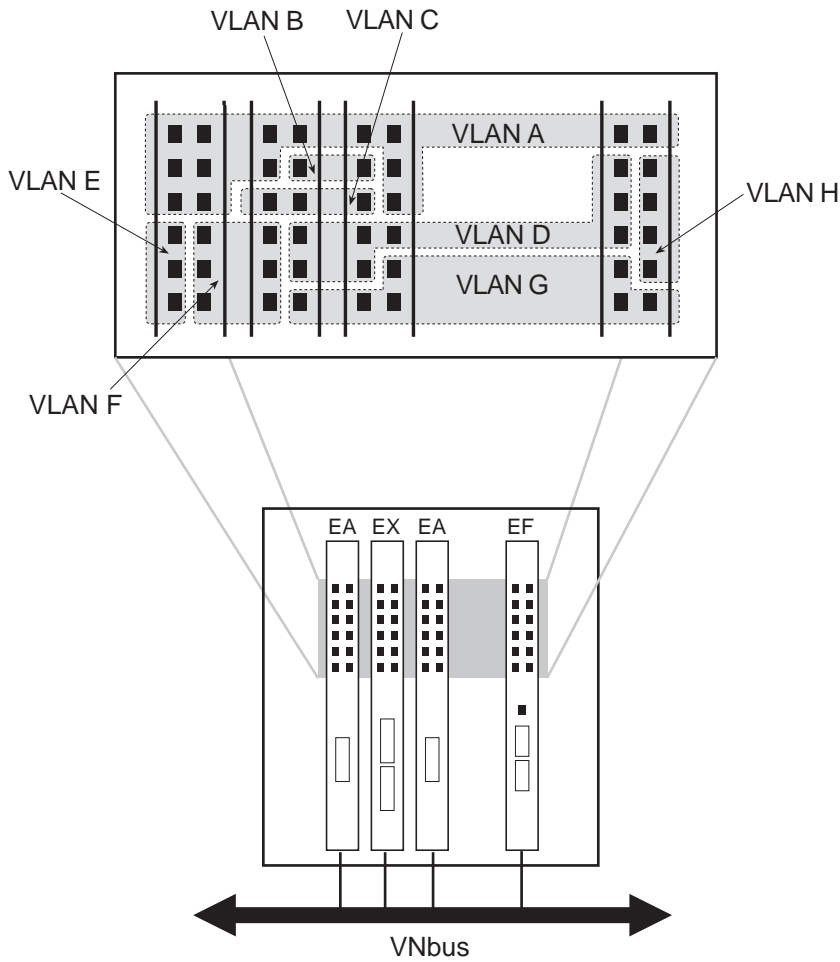 VLAN B
VLAN C
VLAN A
VLAN E
VLAN H
VLAN D
VLAN G
VLAN F
EA EX EA EF
VNbus